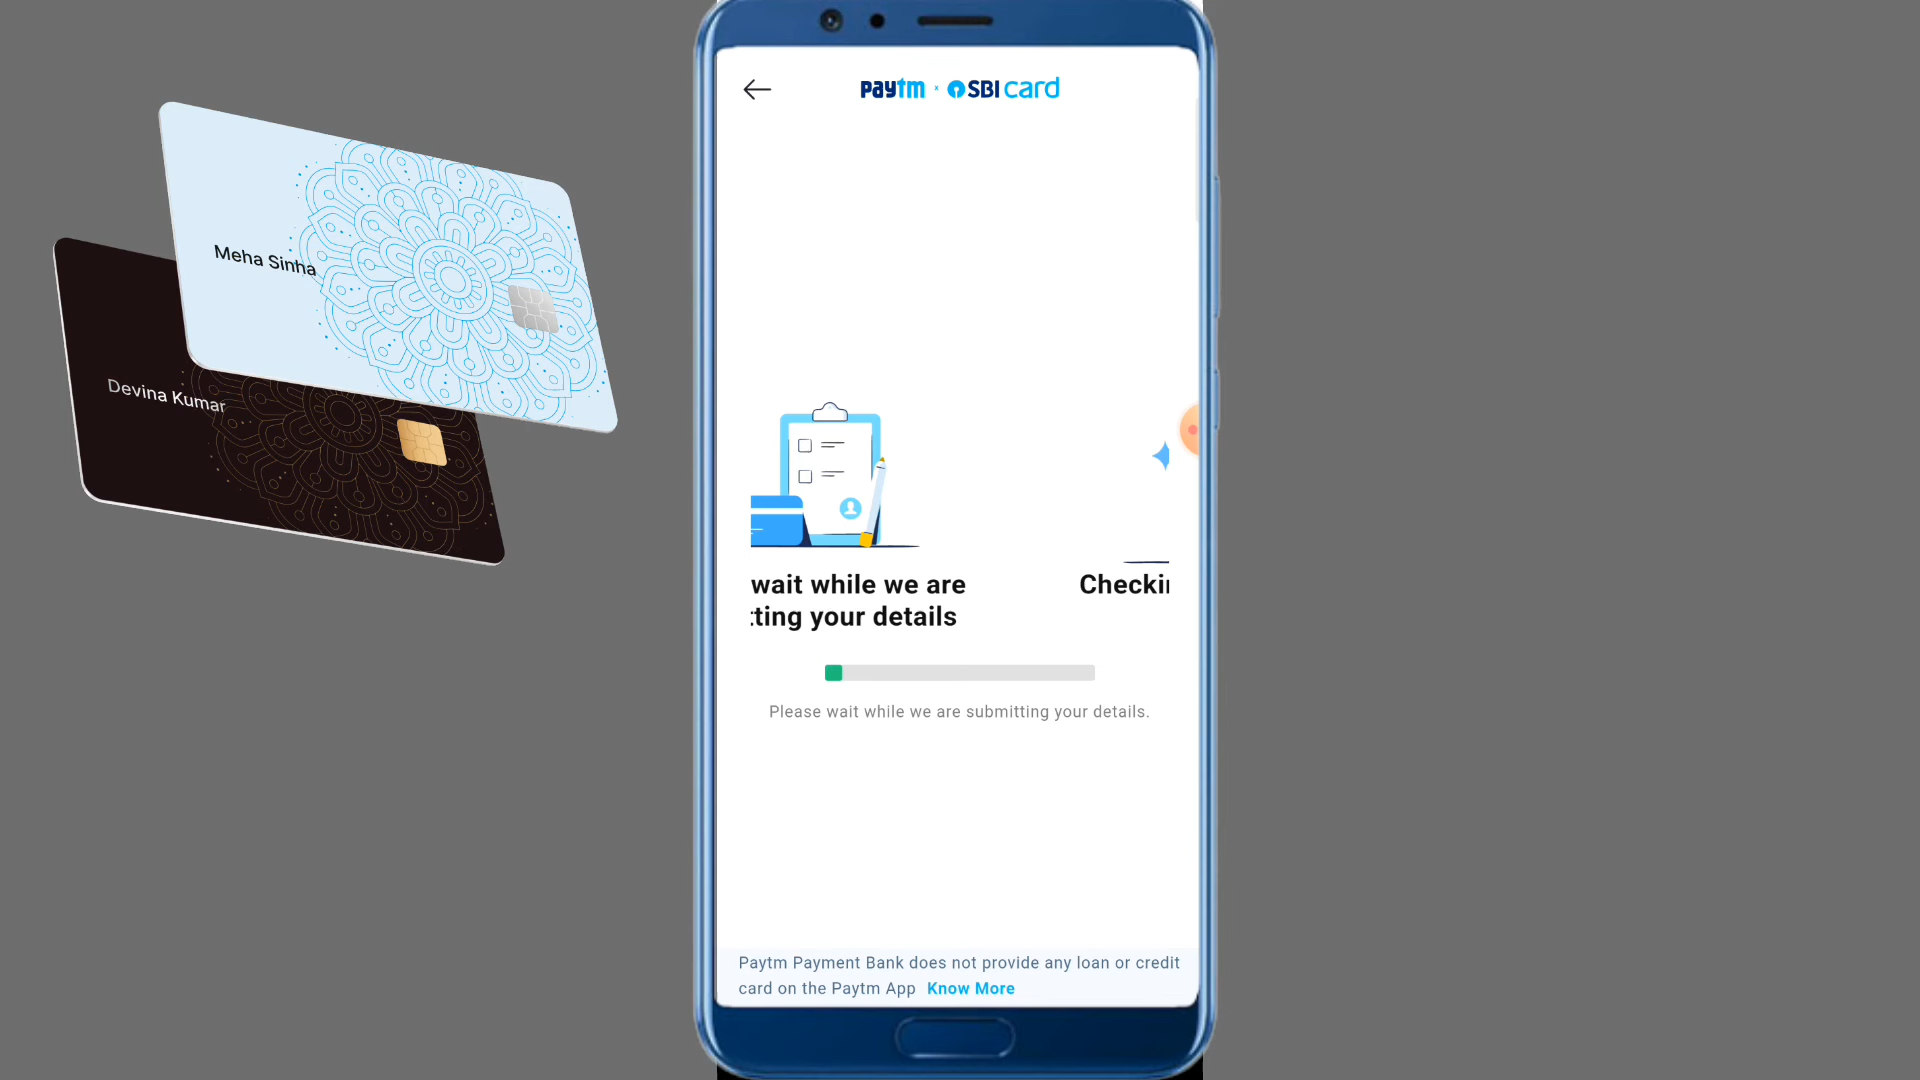 paytm × SBI card
Meha Sinha
Devina Kumar
wait while we are
tting your details
Checkin
Please wait while we are submitting your details.
Paytm Payment Bank does not provide any loan or credit
card on the Paytm App Know More